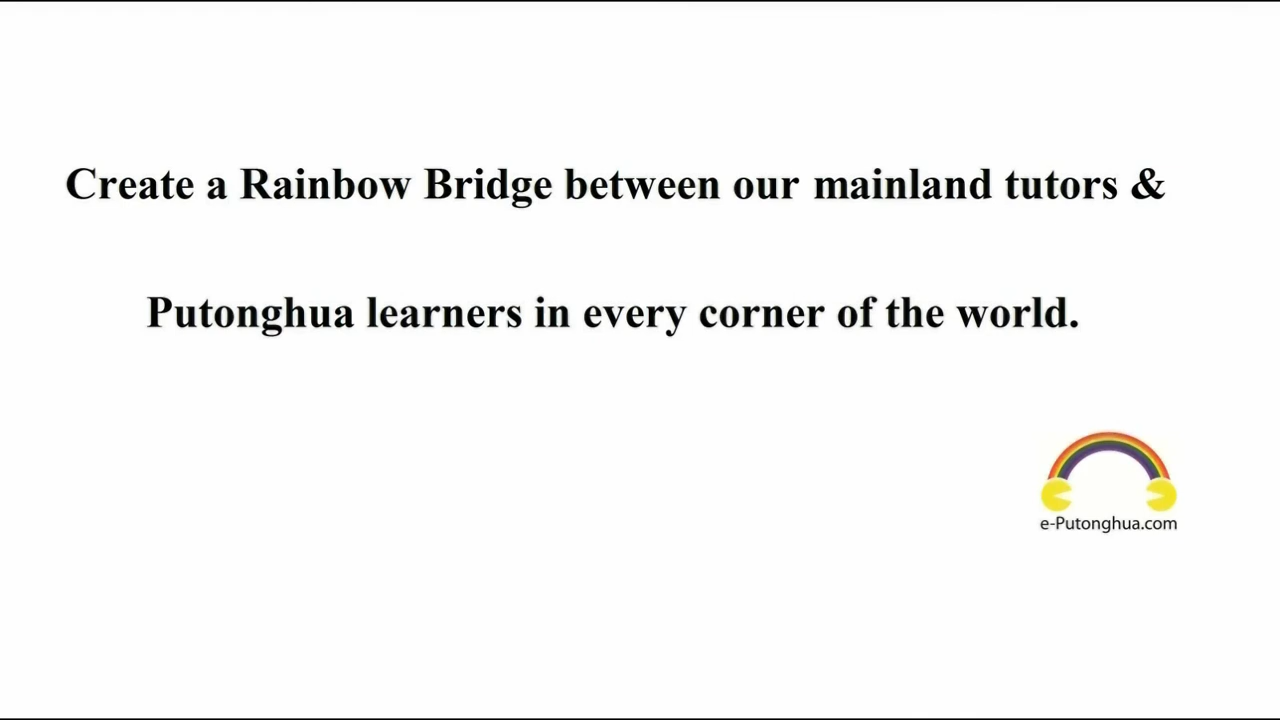 Create a Rainbow Bridge between our mainland tutors &
Putonghua learners in every corner of the world.
e-Putonghua.com